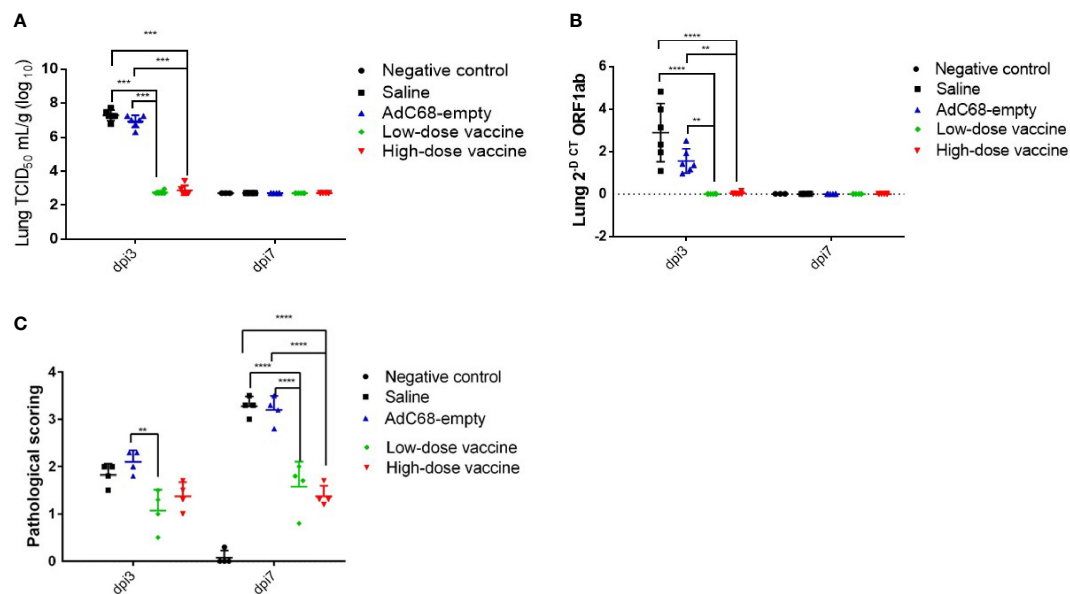 A
Lung TCID50 mL/g (log 10)
10
8
6
4
2
0
***
***
***
***
dpi3
dpi7
Negative control
Saline
AdC68-empty
Low-dose vaccine
High-dose vaccine
B
Lung 2-D CT ORF1ab
6
4
2
0
-2
****
**
****
**
dpi3
dpi7
Negative control
Saline
AdC68-empty
Low-dose vaccine
High-dose vaccine
C
Pathological scoring
4
3
2
1
0
**
****
****
****
****
dpi3
dpi7
Negative control
Saline
AdC68-empty
Low-dose vaccine
High-dose vaccine